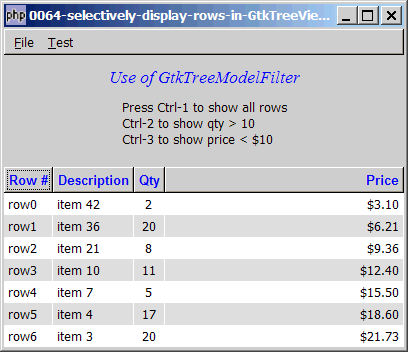 php 0064-selectively-display-rows-in-GtkTreeVie...
File Test
Use of GtkTreeModelFilter
Press Ctrl-1 to show all rows
Ctrl-2 to show qty > 10
Ctrl-3 to show price < $10
Row # Description Qty Price
row0 item 42 2 $3.10
row1 item 36 20 $6.21
row2 item 21 8 $9.36
row3 item 10 11 $12.40
row4 item 7 5 $15.50
row5 item 4 17 $18.60
row6 item 3 20 $21.73